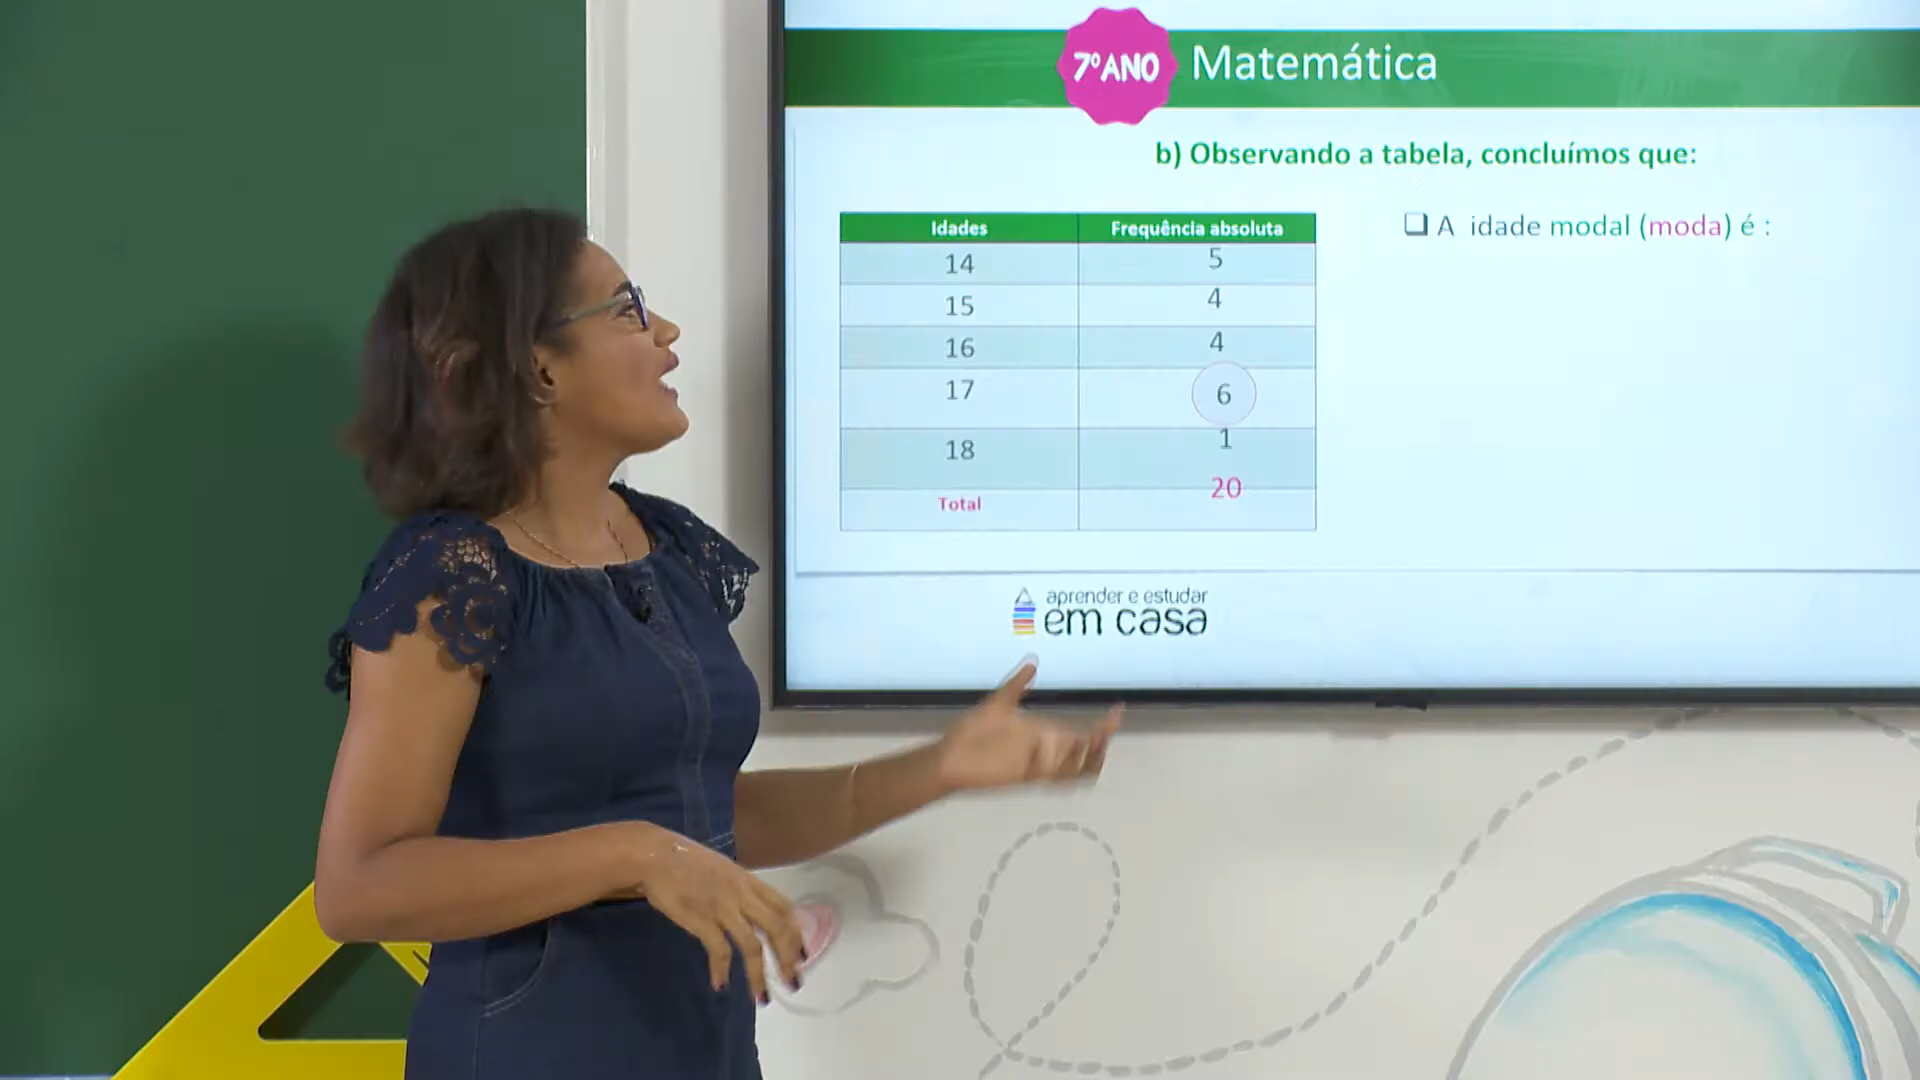 7ºANO Matemática
b) Observando a tabela, concluímos que:
Idades Frequência absoluta
14 5
15 4
16 4
17 6
18 1
Total 20
❑ A idade modal (moda) é :
aprender e estudar
em casa